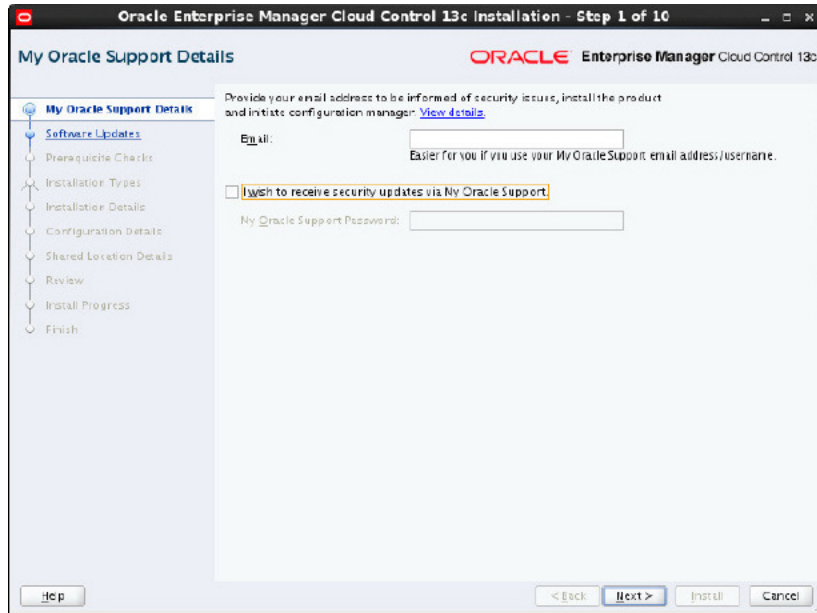 Oracle Enterprise Manager Cloud Control 13c Installation - Step 1 of 10
My Oracle Support Details
ORACLE Enterprise Manager Cloud Control 13c
My Oracle Support Details
Software Updates
Prerequisite Checks
Installation Types
Installation Details
Configuration Details
Shared Location Details
Review
Install Progress
Finish
Provide your email address to be informed of security issues, install the product
and initiate configuration manager. View details.
Email:
Easier for you if you use your My Oracle Support email address/username.
I wish to receive security updates via My Oracle Support.
My Oracle Support Password:
Help
< Back
Next >
Install
Cancel